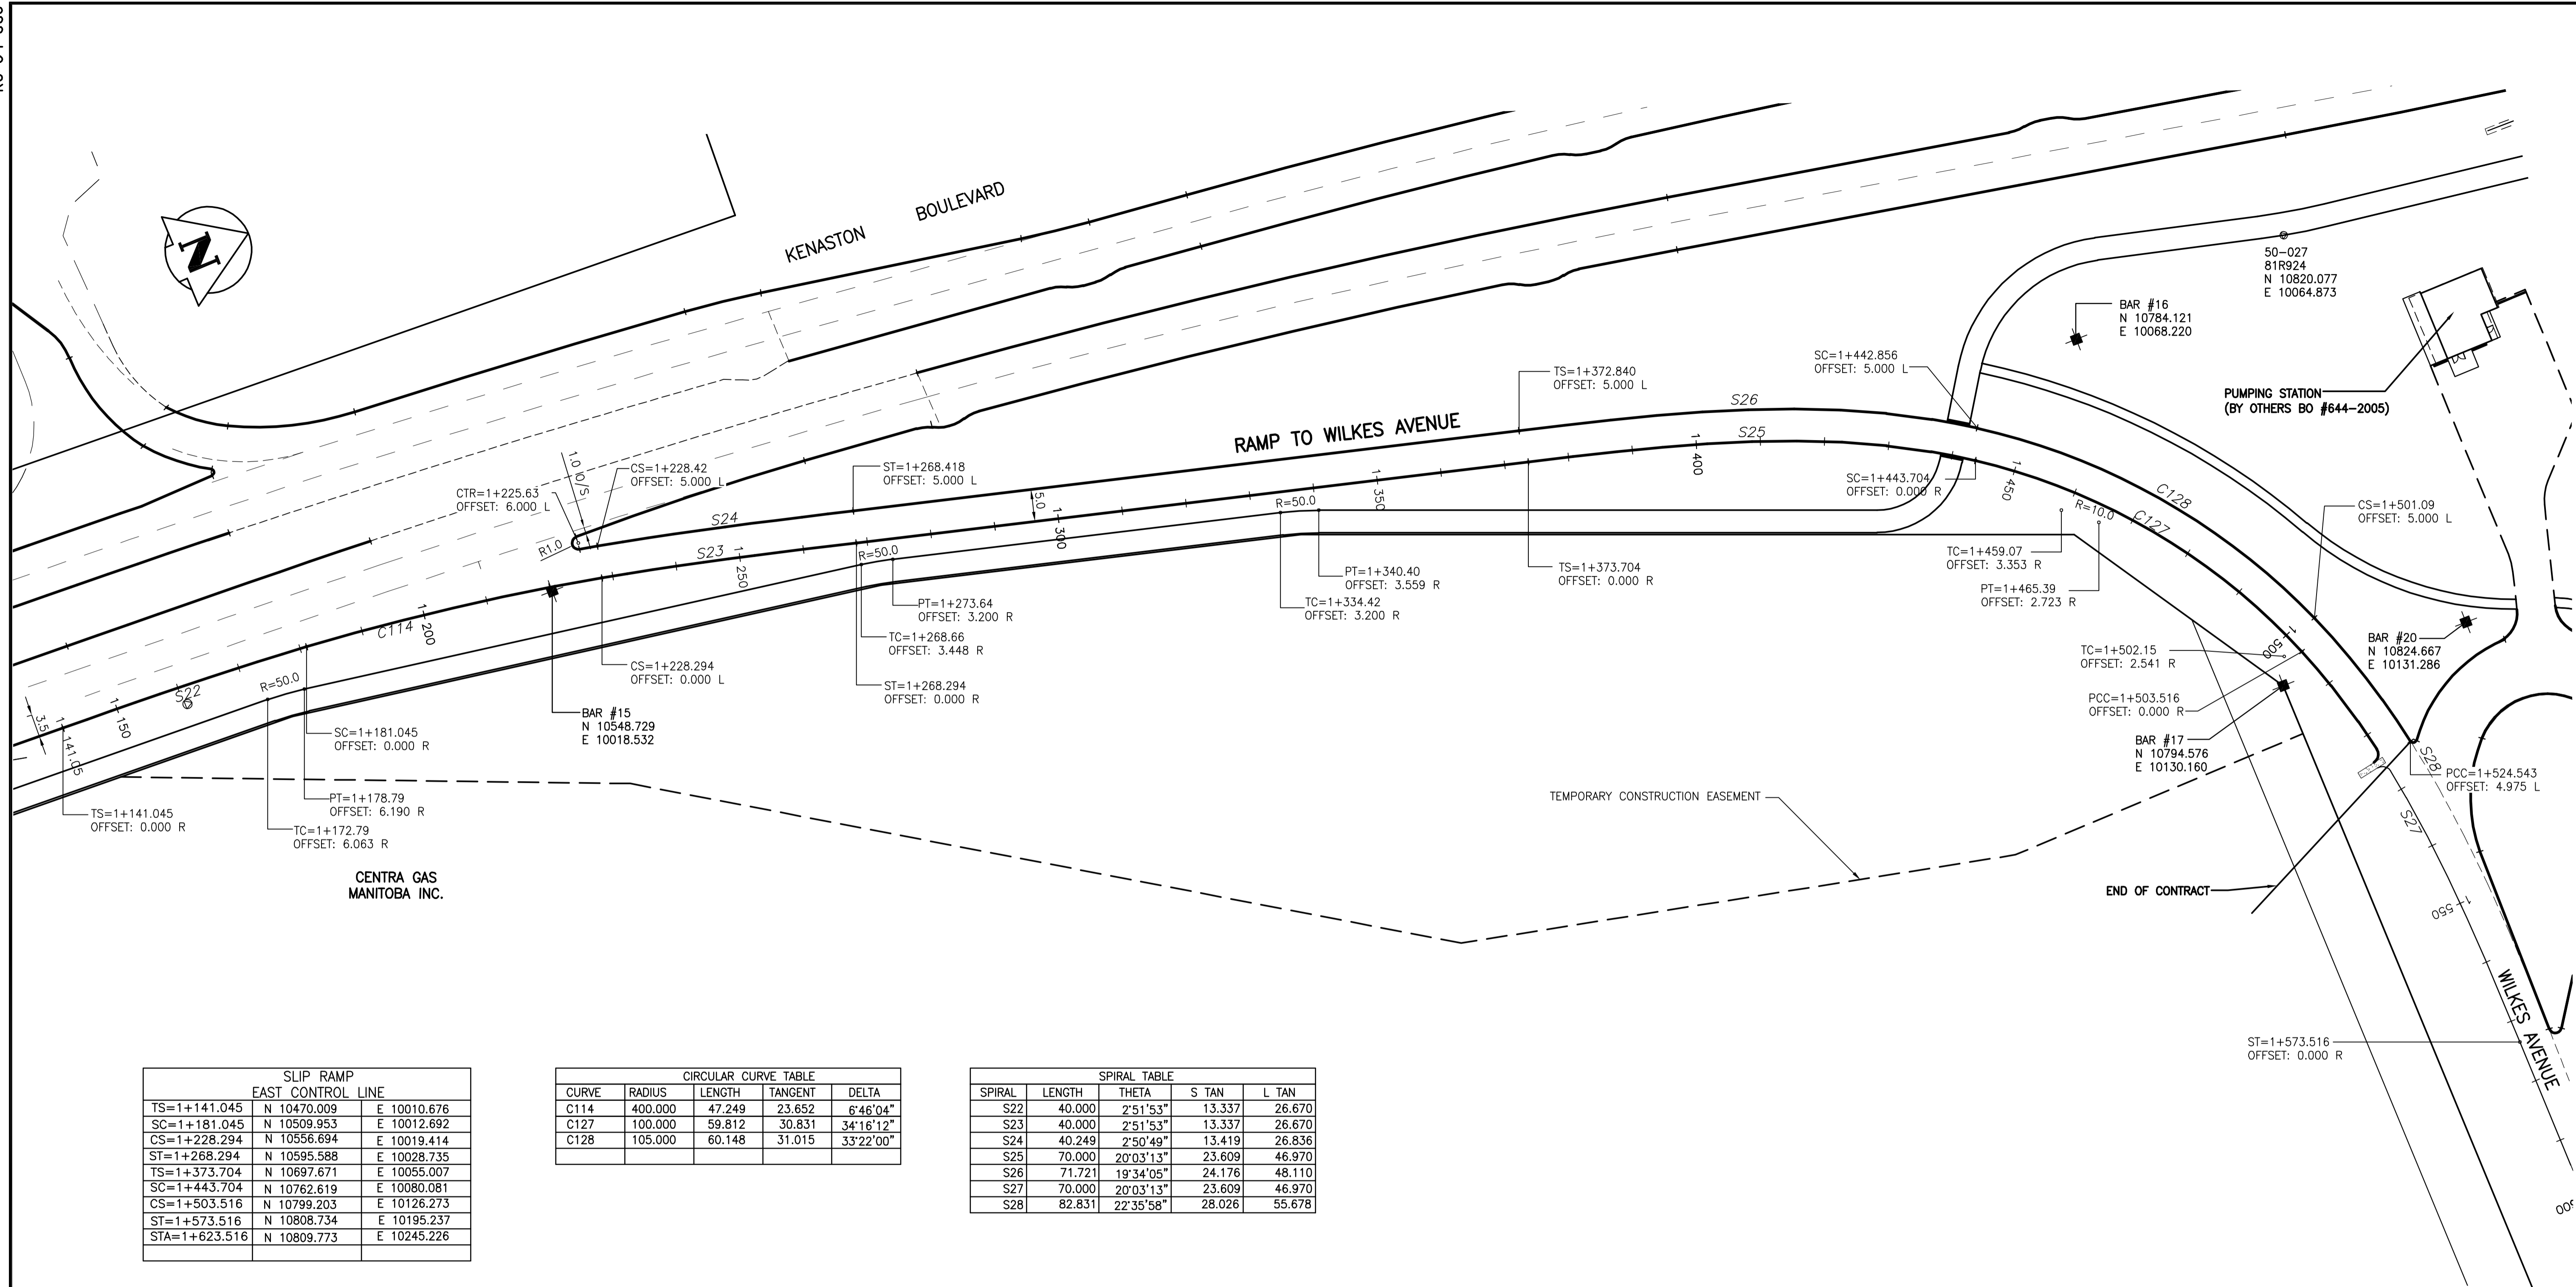 N
KENASTON
BOULEVARD
50-027
81R924
N 10820.077
E 10064.873
BAR #16
N 10784.121
E 10068.220
PUMPING STATION
(BY OTHERS BO #644-2005)
SC=1+442.856
OFFSET: 5.000 L
TS=1+372.840
OFFSET: 5.000 L
S26
S25
RAMP TO WILKES AVENUE
1-400
1.0 IO/S
CS=1+228.42
OFFSET: 5.000 L
ST=1+268.418
OFFSET: 5.000 L
CTR=1+225.63
OFFSET: 6.000 L
R1.0
S24
S23
5.0
1-300
1-350
R=50.0
SC=1+443.704
OFFSET: 0.000 R
1-450
C128
C127
R=10.0
CS=1+501.09
OFFSET: 5.000 L
1-250
R=50.0
PT=1+340.40
OFFSET: 3.559 R
TS=1+373.704
OFFSET: 0.000 R
TC=1+459.07
OFFSET: 3.353 R
PT=1+465.39
OFFSET: 2.723 R
PT=1+273.64
OFFSET: 3.200 R
TC=1+334.42
OFFSET: 3.200 R
C114
1-200
TC=1+268.66
OFFSET: 3.448 R
CS=1+228.294
OFFSET: 0.000 L
ST=1+268.294
OFFSET: 0.000 R
1-500
BAR #20
N 10824.667
E 10131.286
TC=1+502.15
OFFSET: 2.541 R
PCC=1+503.516
OFFSET: 0.000 R
R=50.0
S22
3.5
1-141.05
1-150
BAR #15
N 10548.729
E 10018.532
SC=1+181.045
OFFSET: 0.000 R
BAR #17
N 10794.576
E 10130.160
S28
PCC=1+524.543
OFFSET: 4.975 L
PT=1+178.79
OFFSET: 6.190 R
TS=1+141.045
OFFSET: 0.000 R
TC=1+172.79
OFFSET: 6.063 R
TEMPORARY CONSTRUCTION EASEMENT
S27
CENTRA GAS
MANITOBA INC.
END OF CONTRACT
1-550
WILKES AVENUE
ST=1+573.516
OFFSET: 0.000 R
SLIP RAMP
EAST CONTROL LINE
TS=1+141.045 N 10470.009 E 10010.676
SC=1+181.045 N 10509.953 E 10012.692
CS=1+228.294 N 10556.694 E 10019.414
ST=1+268.294 N 10595.588 E 10028.735
TS=1+373.704 N 10697.671 E 10055.007
SC=1+443.704 N 10762.619 E 10080.081
CS=1+503.516 N 10799.203 E 10126.273
ST=1+573.516 N 10808.734 E 10195.237
STA=1+623.516 N 10809.773 E 10245.226
CIRCULAR CURVE TABLE
CURVE RADIUS LENGTH TANGENT DELTA
C114 400.000 47.249 23.652 6°46'04"
C127 100.000 59.812 30.831 34°16'12"
C128 105.000 60.148 31.015 33°22'00"
SPIRAL TABLE
SPIRAL LENGTH THETA S TAN L TAN
S22 40.000 2°51'53" 13.337 26.670
S23 40.000 2°51'53" 13.337 26.670
S24 40.249 2°50'49" 13.419 26.836
S25 70.000 20°03'13" 23.609 46.970
S26 71.721 19°34'05" 24.176 48.110
S27 70.000 20°03'13" 23.609 46.970
S28 82.831 22°35'58" 28.026 55.678